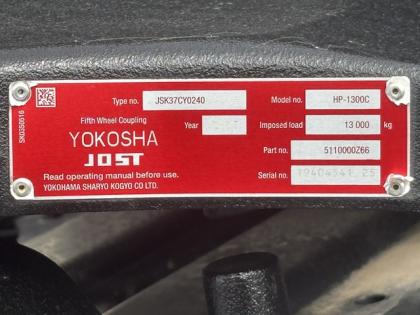 Type no. JSK37CY0240 Model no. HP-1300C
Fifth Wheel Coupling Year Imposed load 13 000 kg
YOKOSHA
JOST Part no. 5110000Z66
Read operating manual before use. Serial no.
YOKOHAMA SHARYO KOGYO CO LTD.
SKG350516